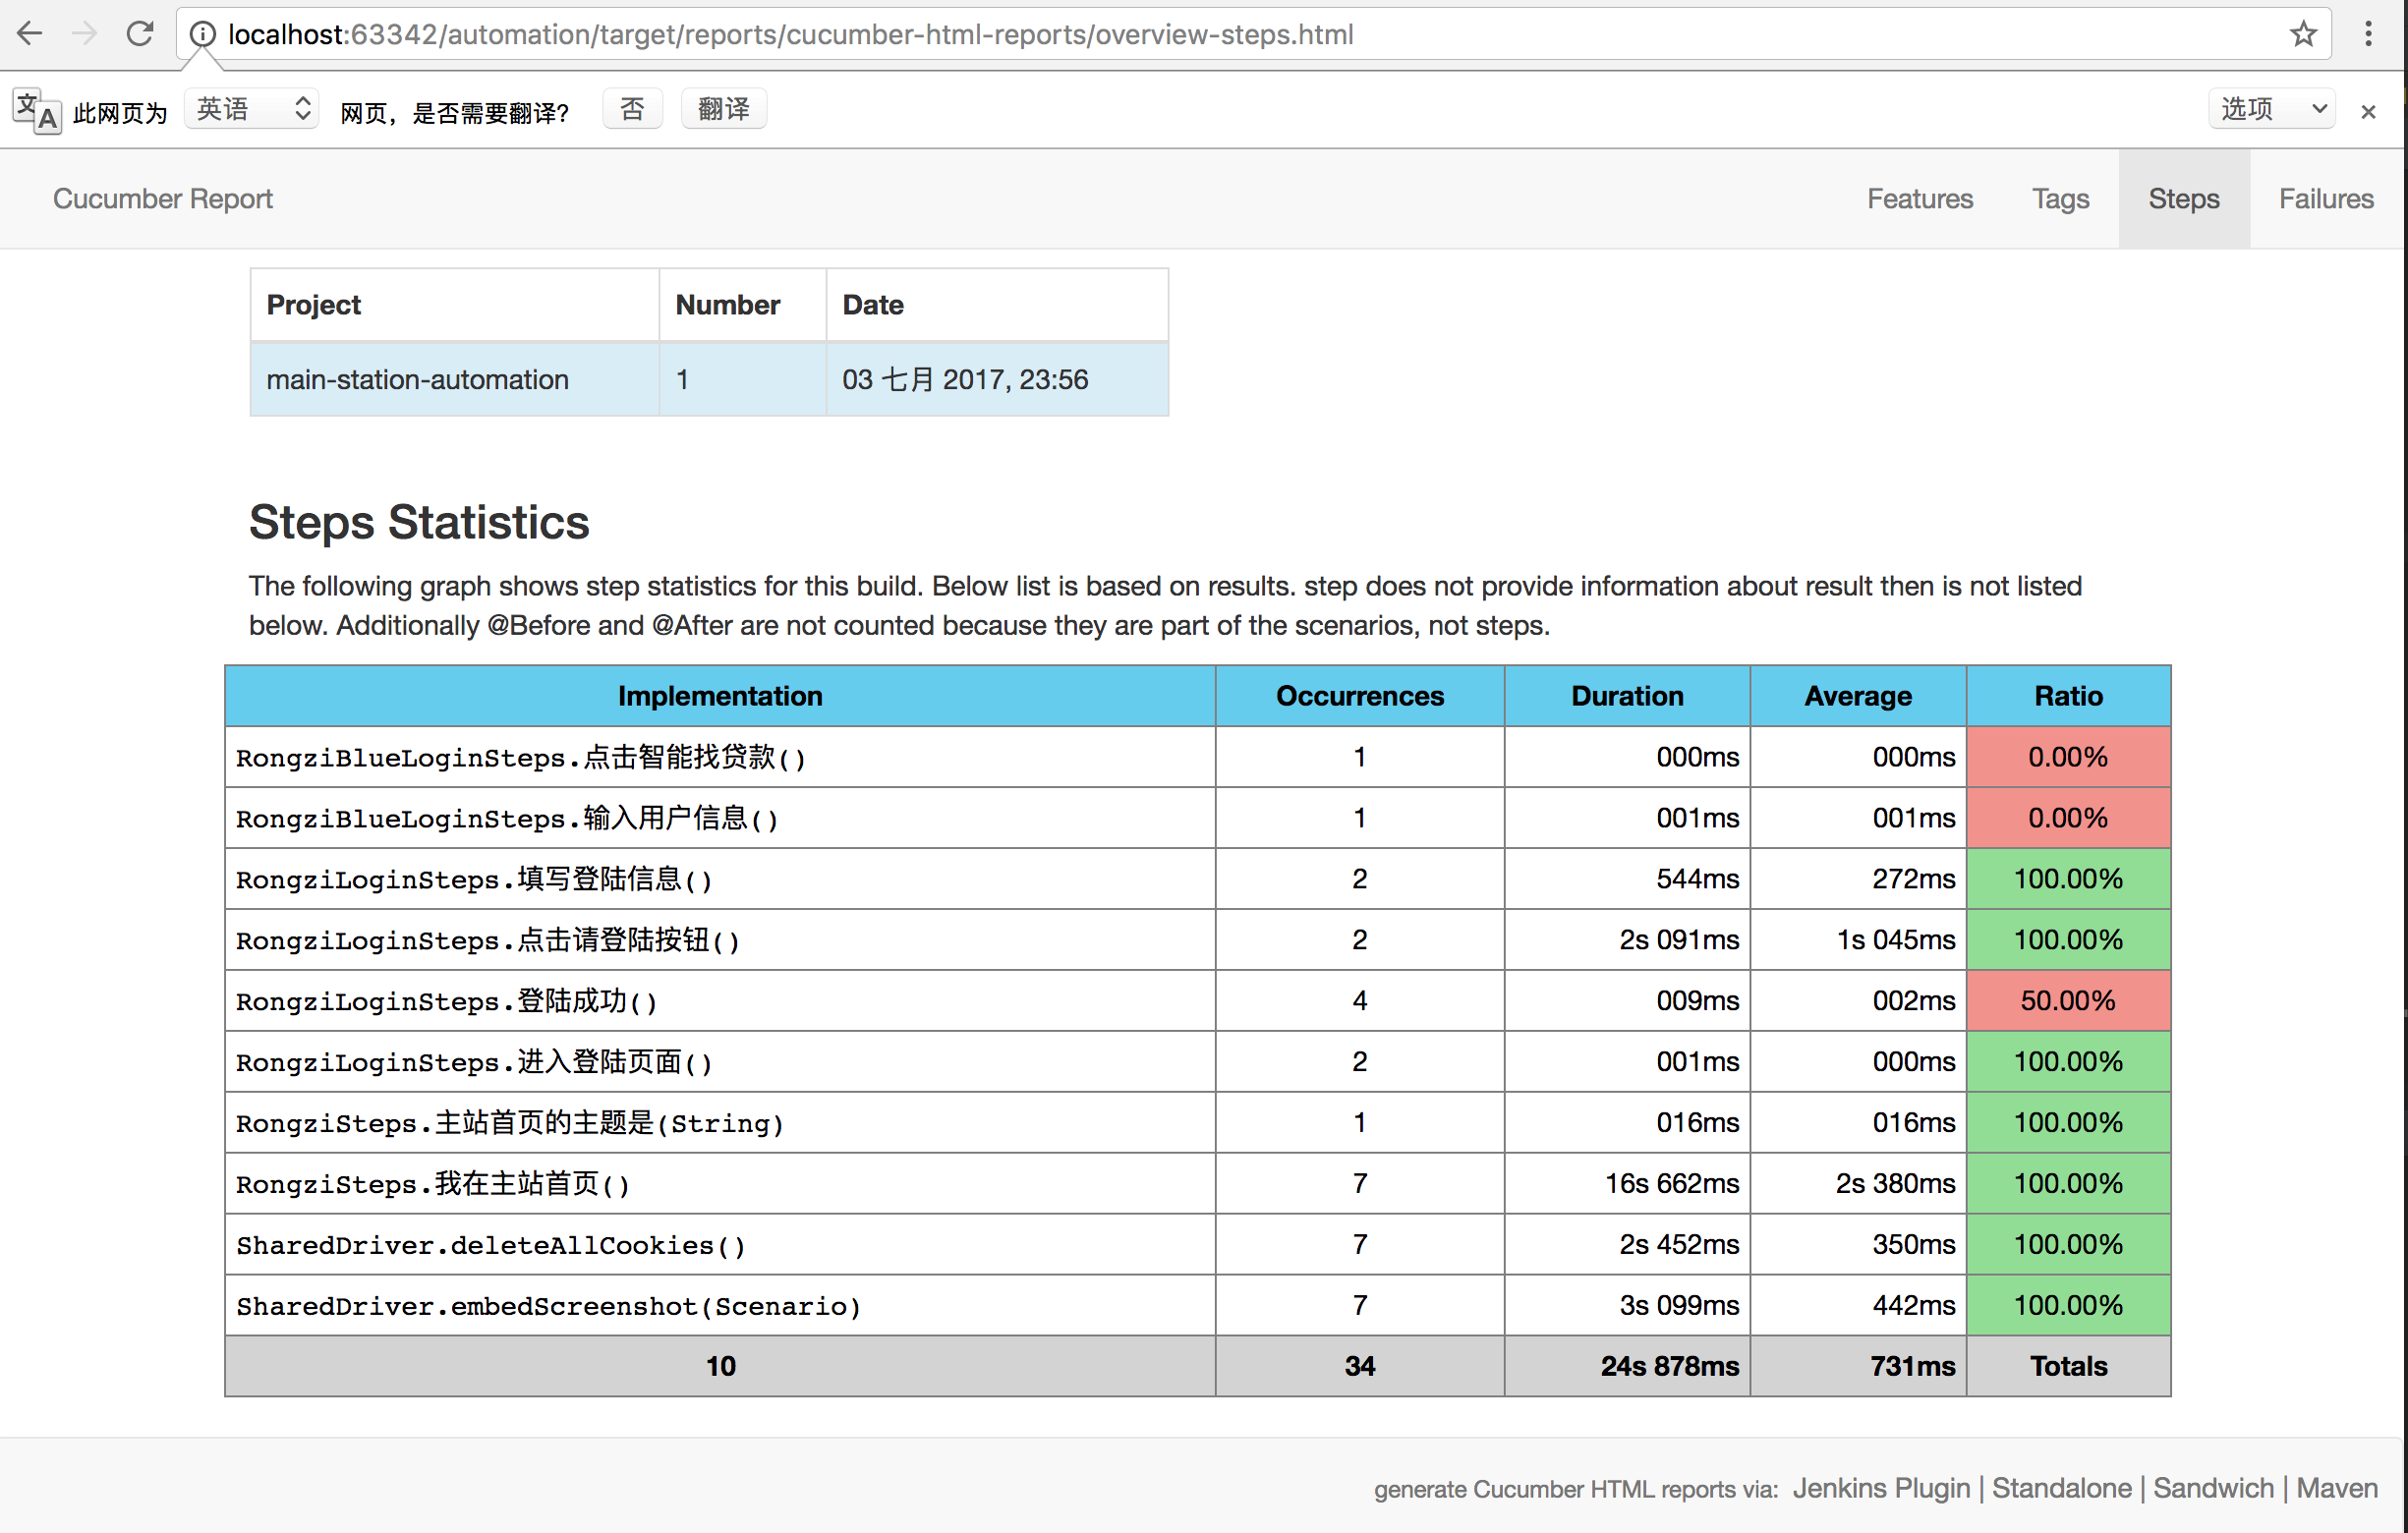 localhost:63342/automation/target/reports/cucumber-html-reports/overview-steps.html
此网页为 英语 网页，是否需要翻译？ 否 翻译 选项 ×
Cucumber Report Features Tags Steps Failures
Project Number Date
main-station-automation 1 03 七月 2017, 23:56
Steps Statistics
The following graph shows step statistics for this build. Below list is based on results. step does not provide information about result then is not listed
below. Additionally @Before and @After are not counted because they are part of the scenarios, not steps.
Implementation Occurrences Duration Average Ratio
RongziBlueLoginSteps.点击智能找贷款() 1 000ms 000ms 0.00%
RongziBlueLoginSteps.输入用户信息() 1 001ms 001ms 0.00%
RongziLoginSteps.填写登陆信息() 2 544ms 272ms 100.00%
RongziLoginSteps.点击请登陆按钮() 2 2s 091ms 1s 045ms 100.00%
RongziLoginSteps.登陆成功() 4 009ms 002ms 50.00%
RongziLoginSteps.进入登陆页面() 2 001ms 000ms 100.00%
RongziSteps.主站首页的主题是(String) 1 016ms 016ms 100.00%
RongziSteps.我在主站首页() 7 16s 662ms 2s 380ms 100.00%
SharedDriver.deleteAllCookies() 7 2s 452ms 350ms 100.00%
SharedDriver.embedScreenshot(Scenario) 7 3s 099ms 442ms 100.00%
10 34 24s 878ms 731ms Totals
generate Cucumber HTML reports via: Jenkins Plugin | Standalone | Sandwich | Maven